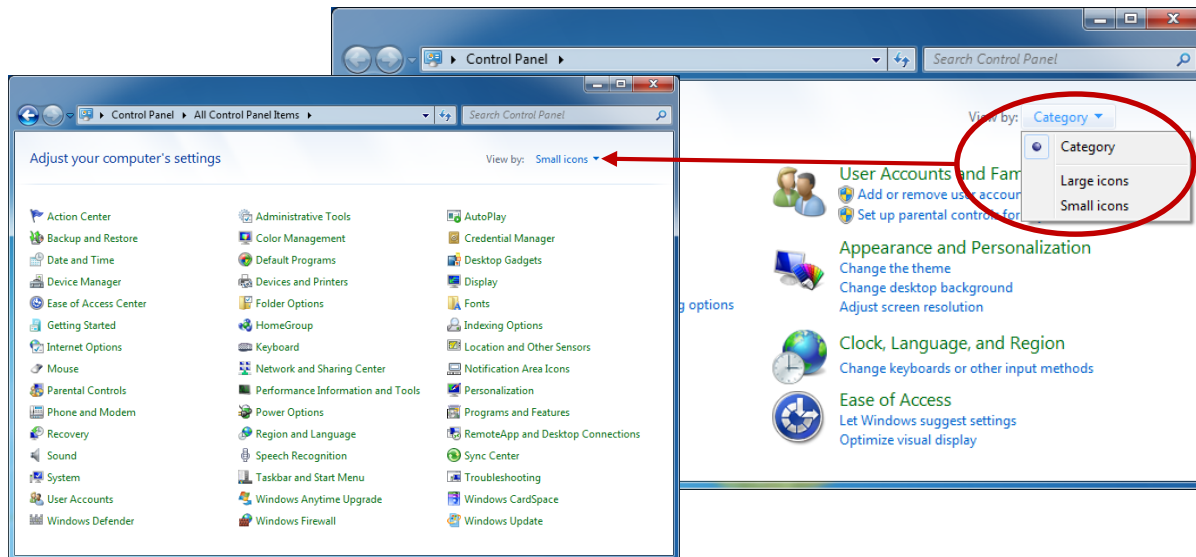 Control Panel
Search Control Panel
View by: Category
Category
Large icons
Small icons
User Accounts and Fam
Add or remove user accoun
Set up parental controls for
Appearance and Personalization
Change the theme
Change desktop background
Adjust screen resolution
g options
Clock, Language, and Region
Change keyboards or other input methods
Ease of Access
Let Windows suggest settings
Optimize visual display
Control Panel All Control Panel Items
Search Control Panel
Adjust your computer's settings
View by: Small icons
Action Center Administrative Tools AutoPlay
Backup and Restore Color Management Credential Manager
Date and Time Default Programs Desktop Gadgets
Device Manager Devices and Printers Display
Ease of Access Center Folder Options Fonts
Getting Started HomeGroup Indexing Options
Internet Options Keyboard Location and Other Sensors
Mouse Network and Sharing Center Notification Area Icons
Parental Controls Performance Information and Tools Personalization
Phone and Modem Power Options Programs and Features
Recovery Region and Language RemoteApp and Desktop Connections
Sound Speech Recognition Sync Center
System Taskbar and Start Menu Troubleshooting
User Accounts Windows Anytime Upgrade Windows CardSpace
Windows Defender Windows Firewall Windows Update